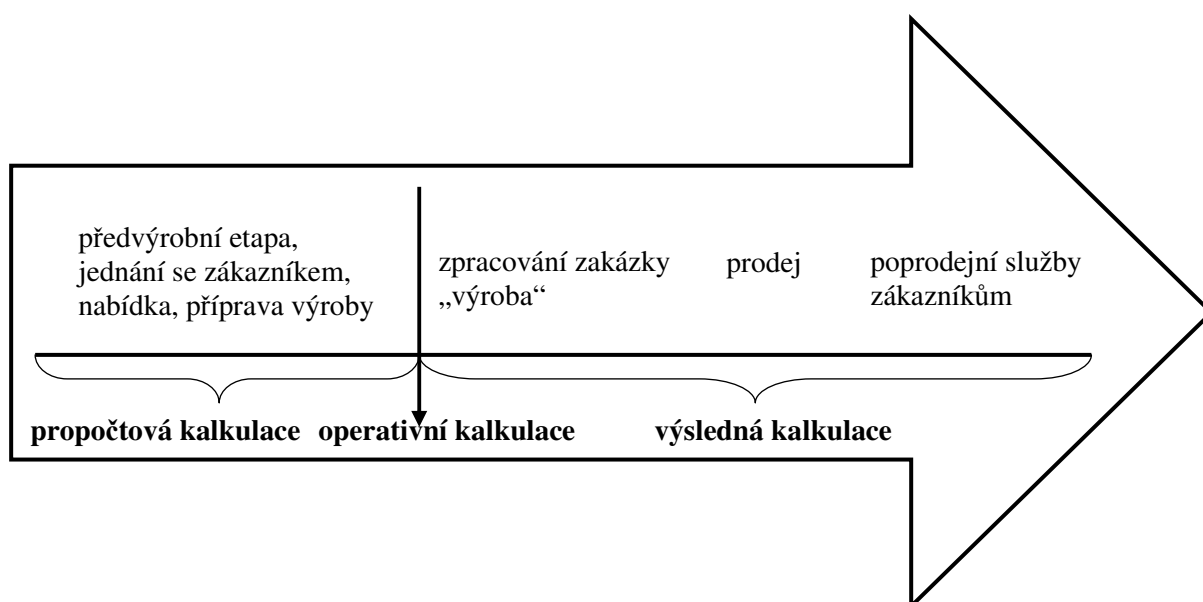 předvýrobní etapa,
jednání se zákazníkem,
nabídka, příprava výroby
zpracování zakázky
„výroba“
prodej
poprodejní služby
zákazníkům
propočtová kalkulace
operativní kalkulace
výsledná kalkulace